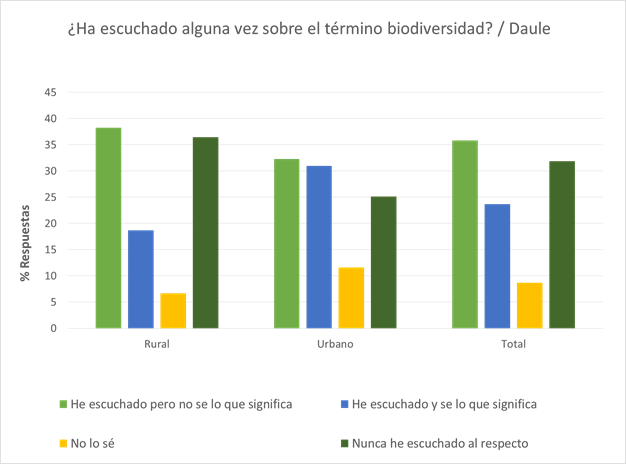 ¿Ha escuchado alguna vez sobre el término biodiversidad? / Daule
45
40
35
30
25
20
15
10
5
0
% Respuestas
Rural Urbano Total
He escuchado pero no se lo que significa He escuchado y se lo que significa
No lo sé Nunca he escuchado al respecto